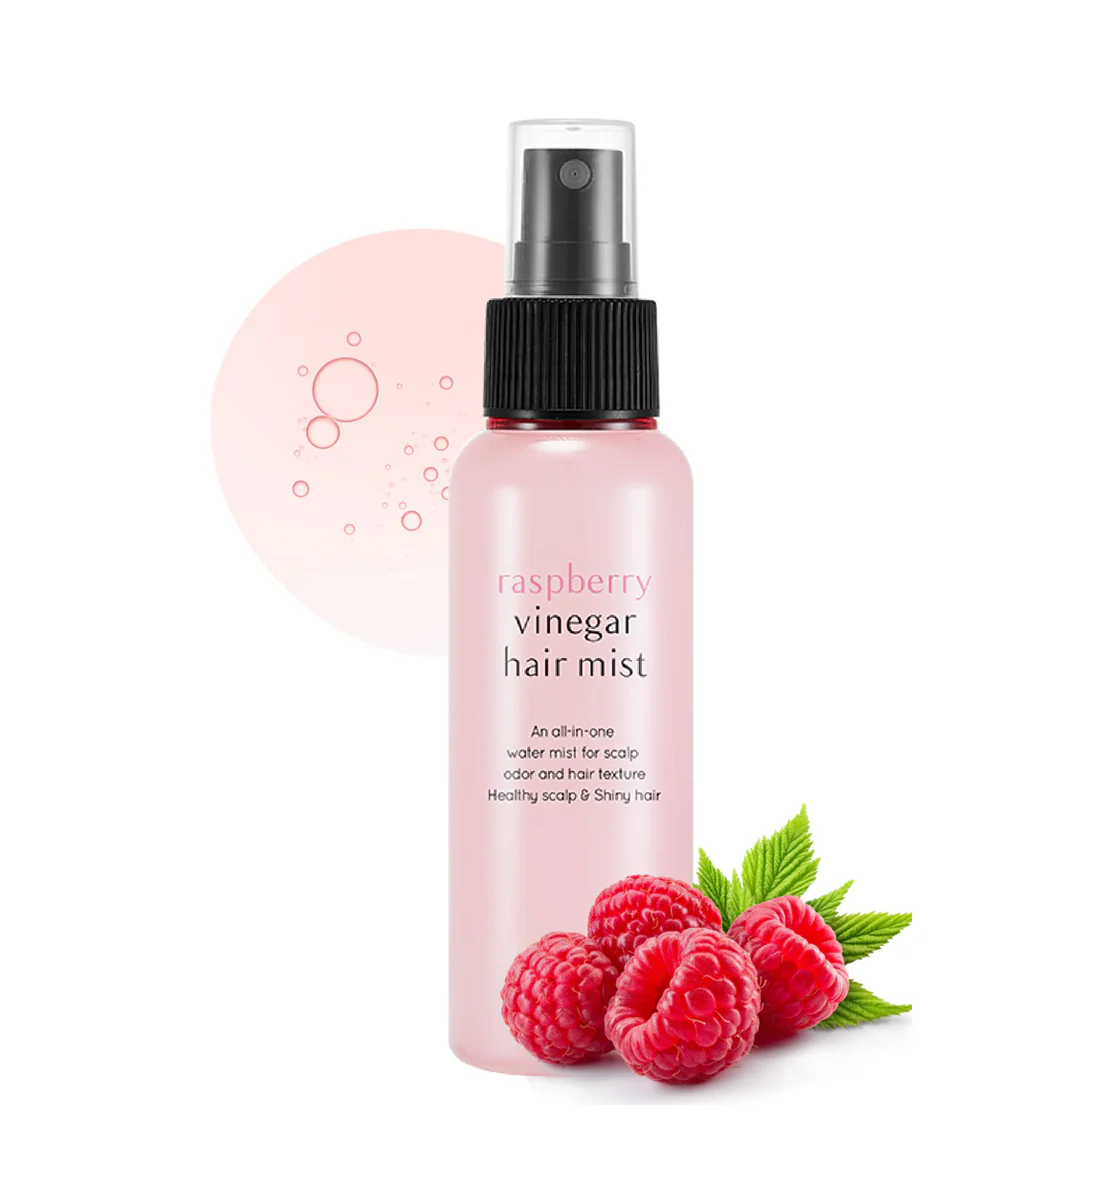 raspberry
vinegar
hair mist
An all-in-one
water mist for scalp
odor and hair texture
Healthy scalp & Shiny hair